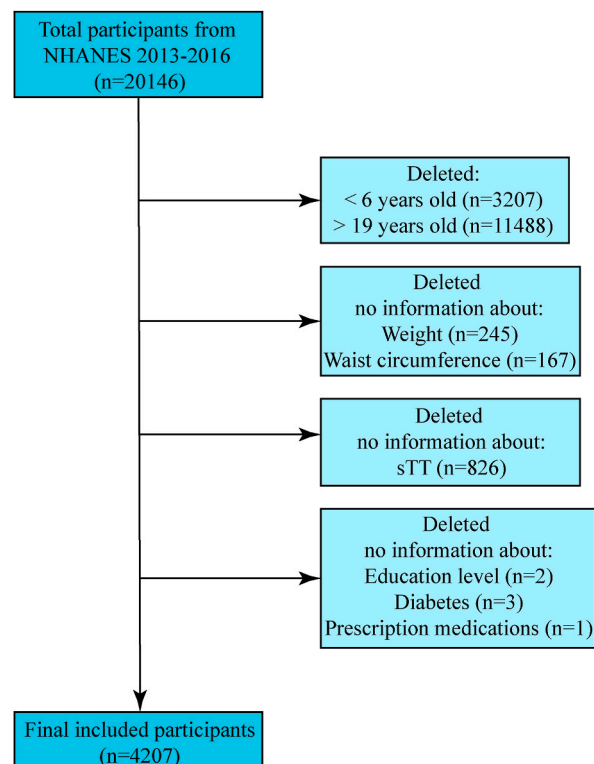 Total participants from
NHANES 2013-2016
(n=20146)
Deleted:
< 6 years old (n=3207)
> 19 years old (n=11488)
Deleted
no information about:
Weight (n=245)
Waist circumference (n=167)
Deleted
no information about:
sTT (n=826)
Deleted
no information about:
Education level (n=2)
Diabetes (n=3)
Prescription medications (n=1)
Final included participants
(n=4207)